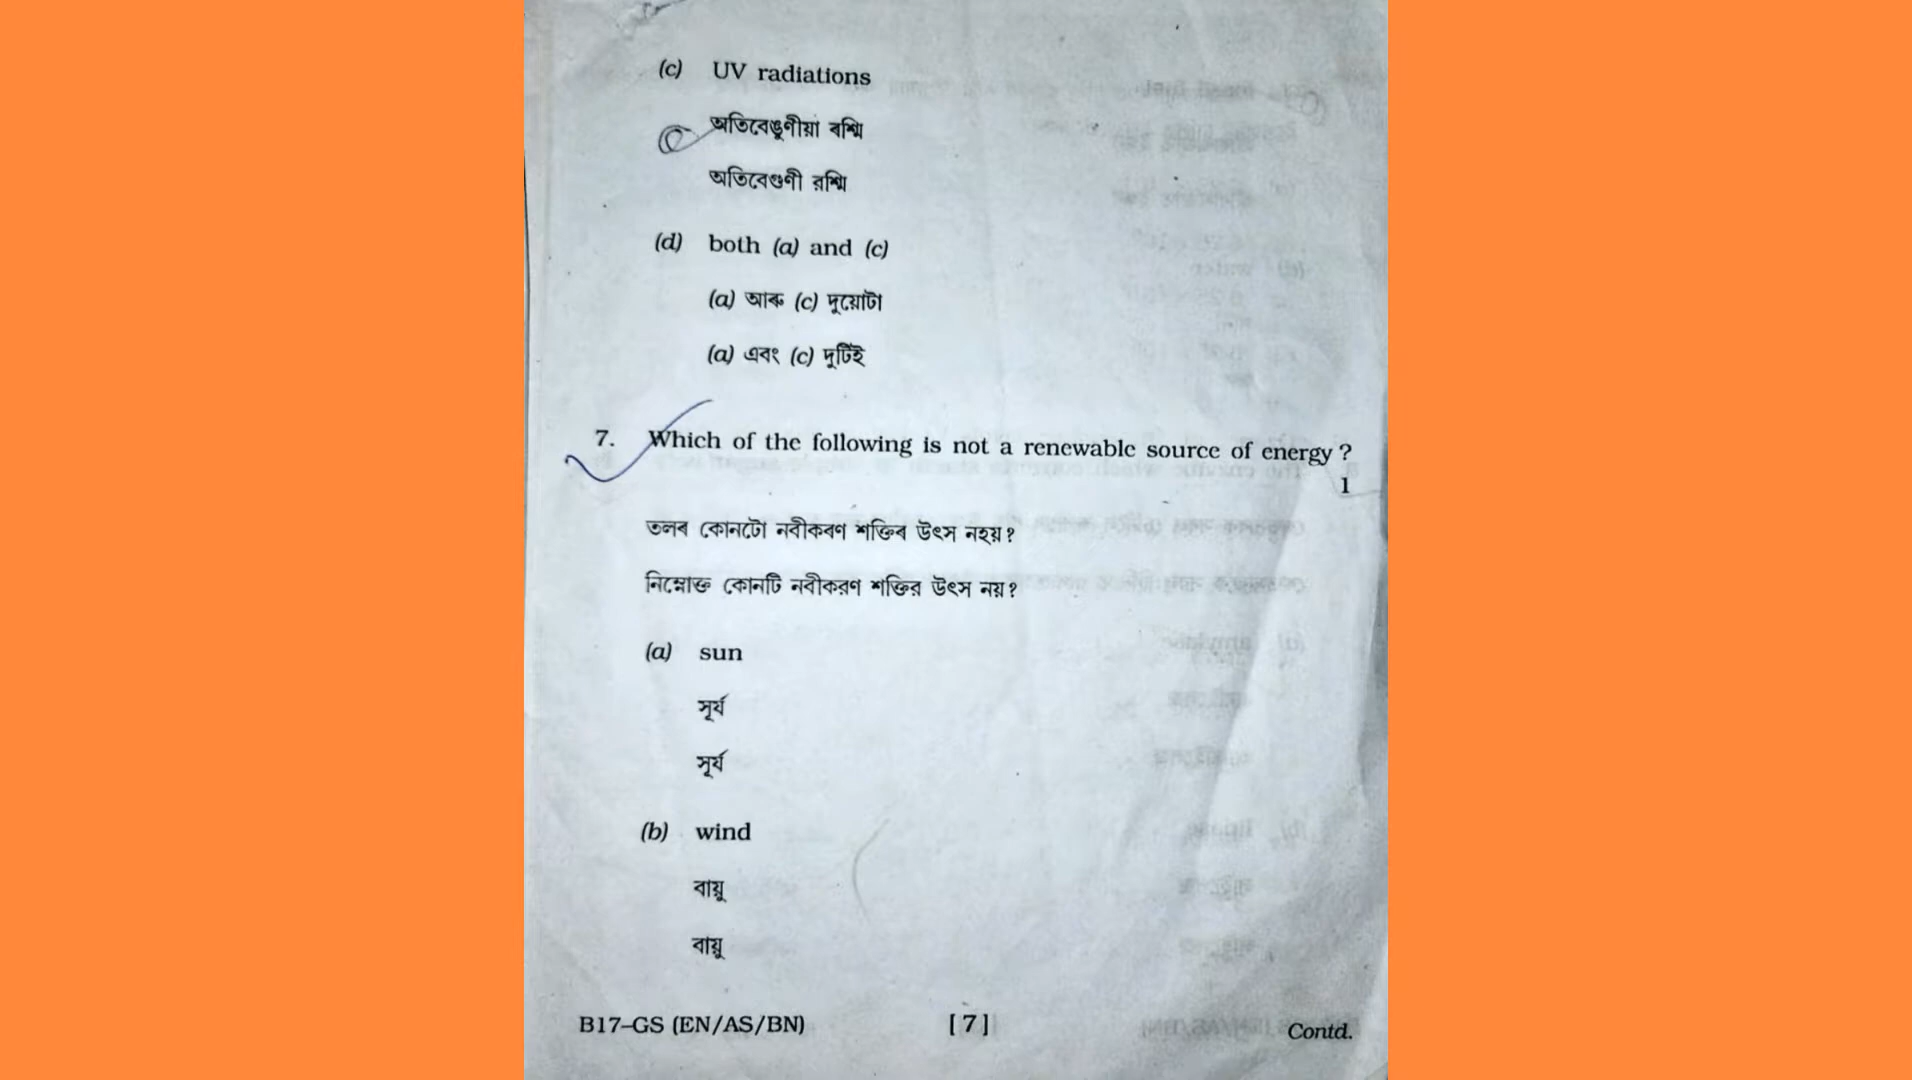 (c) UV radiations
অতিবেঙুণীয়া ৰশ্মি
অতিবেগুণী রশ্মি
(d) both (a) and (c)
(a) আৰু (c) দুয়োটা
(a) এবং (c) দুটিই
7. Which of the following is not a renewable source of energy ?
1
তলৰ কোনটো নবীকৰণ শক্তিৰ উৎস নহয় ?
নিম্নোক্ত কোনটি নবীকরণ শক্তির উৎস নয় ?
(a) sun
সূৰ্য
সূর্য
(b) wind
বায়ু
বায়ু
B17–GS (EN/AS/BN) [ 7 ] Contd.